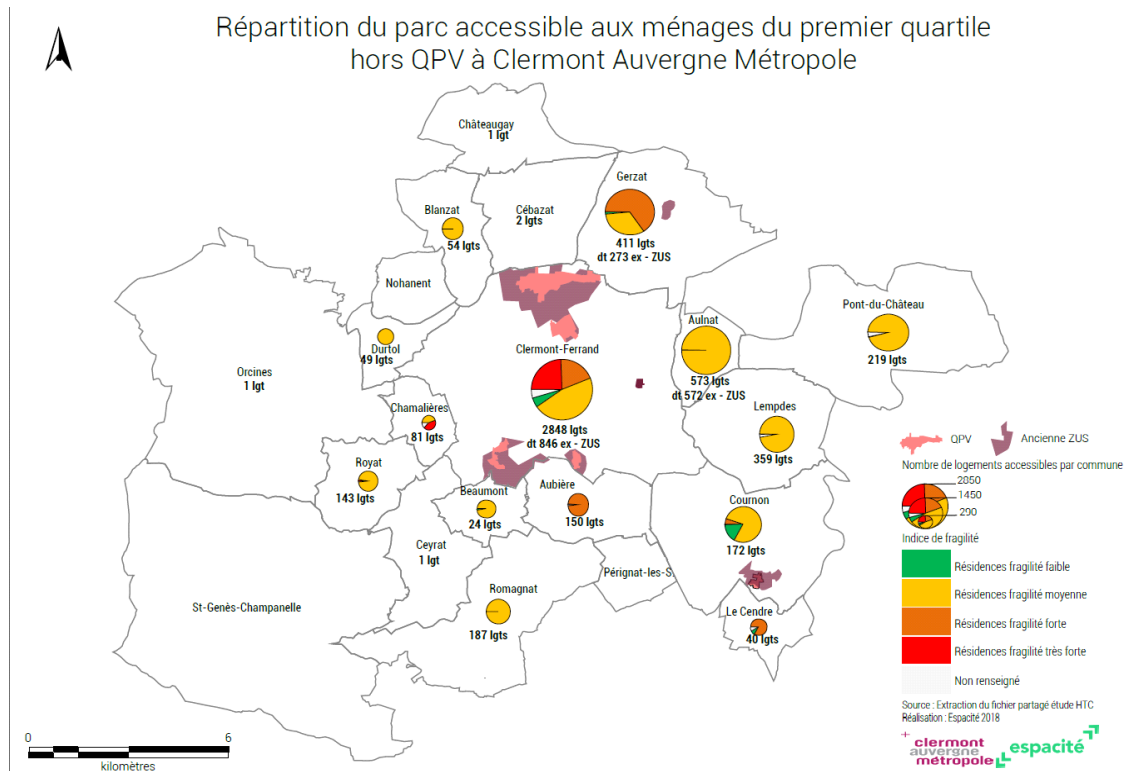 Répartition du parc accessible aux ménages du premier quartile
hors QPV à Clermont Auvergne Métropole
Châteaugay
1 lgt
Gerzat
411 lgts
dt 273 ex - ZUS
Blanzat
54 lgts
Cébazat
2 lgts
Nohanent
Pont-du-Château
219 lgts
Aulnat
573 lgts
dt 572 ex - ZUS
Durtol
49 lgts
Clermont-Ferrand
2848 lgts
dt 846 ex - ZUS
Orcines
1 lgt
Chamalières
81 lgts
Lempdes
359 lgts
Royat
143 lgts
Beaumont
24 lgts
Aubière
150 lgts
Cournon
172 lgts
Ceyrat
1 lgt
Pérignat-les-S.
Romagnat
187 lgts
St-Genès-Champanelle
Le Cendre
40 lgts
QPV
Ancienne ZUS
Nombre de logements accessibles par commune
2850
1450
290
Indice de fragilité
Résidences fragilité faible
Résidences fragilité moyenne
Résidences fragilité forte
Résidences fragilité très forte
Non renseigné
Source : Extraction du fichier partagé étude HTC
Réalisation : Espacité 2018
clermont
auvergne
métropole
espacité
0
6
kilomètres